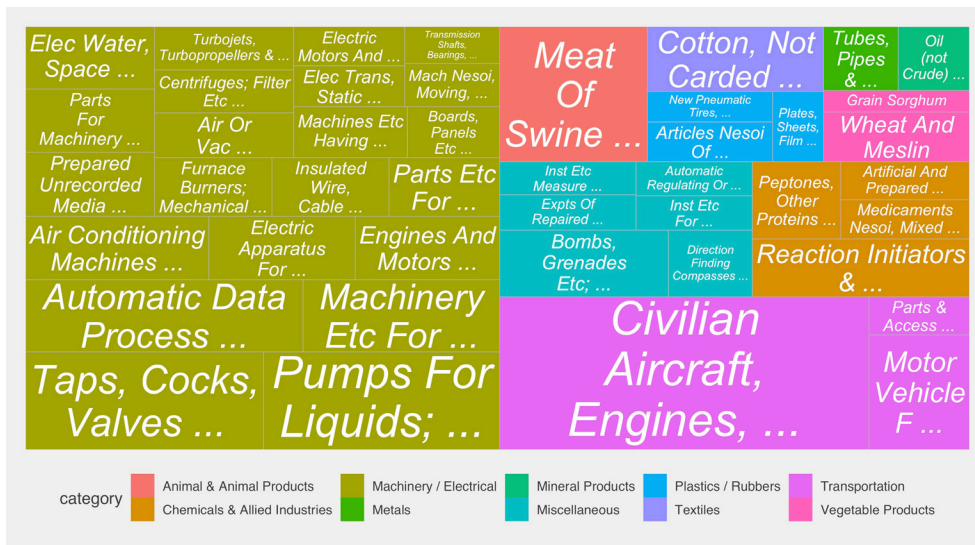 Elec Water,
Space ...
Turbojets,
Turbopropellers & ...
Electric
Motors And ...
Transmission
Shafts,
Bearings, ...
Parts
For
Machinery ...
Centrifuges; Filter
Etc ...
Elec Trans,
Static ...
Mach Nesoi,
Moving, ...
Air Or
Vac ...
Machines Etc
Having ...
Boards,
Panels
Etc ...
Prepared
Unrecorded
Media ...
Furnace
Burners;
Mechanical ...
Insulated
Wire,
Cable ...
Parts Etc
For ...
Air Conditioning
Machines ...
Electric
Apparatus
For ...
Engines And
Motors ...
Automatic Data
Process ...
Machinery
Etc For ...
Taps, Cocks,
Valves ...
Pumps For
Liquids; ...
Meat
Of
Swine ...
Cotton, Not
Carded ...
Tubes,
Pipes
& ...
Oil
(not
Crude) ...
New Pneumatic
Tires, ...
Articles Nesoi
Of ...
Plates,
Sheets,
Film ...
Grain Sorghum
Wheat And
Meslin
Inst Etc
Measure ...
Automatic
Regulating Or ...
Expts Of
Repaired ...
Inst Etc
For ...
Bombs,
Grenades
Etc; ...
Direction
Finding
Compasses ...
Peptones,
Other
Proteins ...
Artificial And
Prepared ...
Medicaments
Nesoi, Mixed ...
Reaction Initiators
& ...
Civilian
Aircraft,
Engines, ...
Parts &
Access ...
Motor
Vehicle
F ...
category
Animal & Animal Products
Machinery / Electrical
Mineral Products
Plastics / Rubbers
Transportation
Chemicals & Allied Industries
Metals
Miscellaneous
Textiles
Vegetable Products